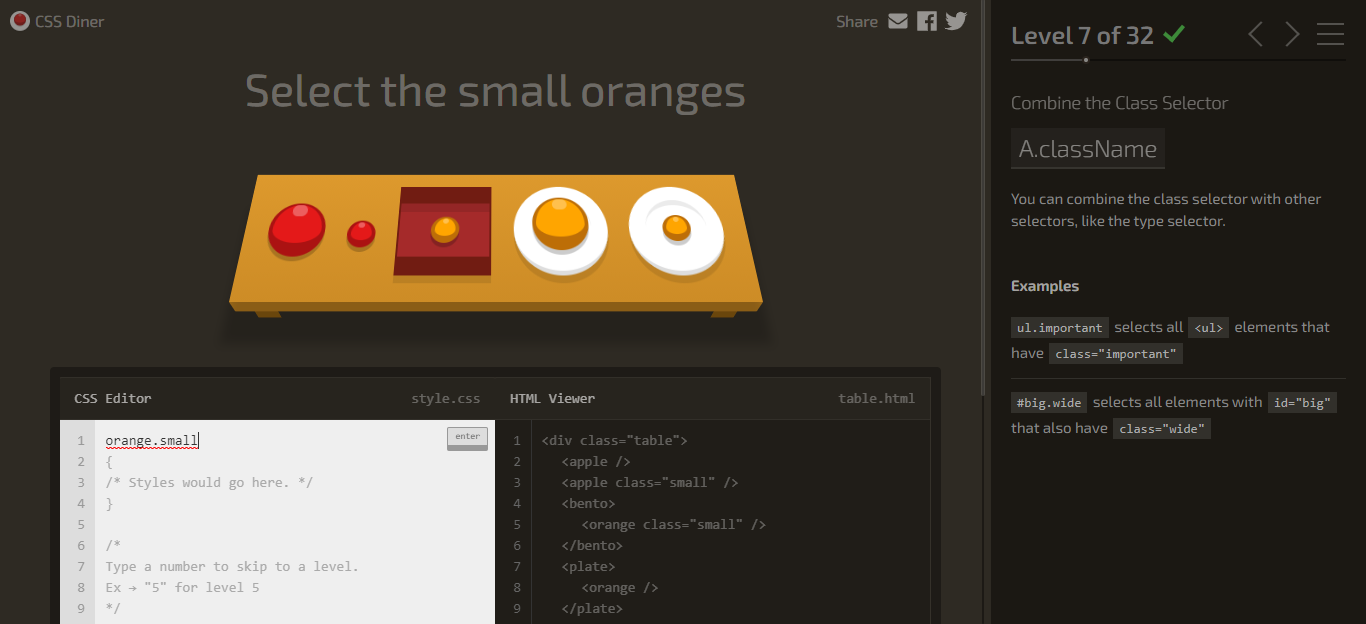 CSS Diner
Share
Select the small oranges
CSS Editor
style.css
HTML Viewer
table.html
1 orange.small
enter
2 {
3 /* Styles would go here. */
4 }
5
6 /*
7 Type a number to skip to a level.
8 Ex → "5" for level 5
9 */
1 <div class="table">
2 <apple />
3 <apple class="small" />
4 <bento>
5 <orange class="small" />
6 </bento>
7 <plate>
8 <orange />
9 </plate>
Level 7 of 32
Combine the Class Selector
A.className
You can combine the class selector with other
selectors, like the type selector.
Examples
ul.important selects all <ul> elements that
have class="important"
#big.wide selects all elements with id="big"
that also have class="wide"